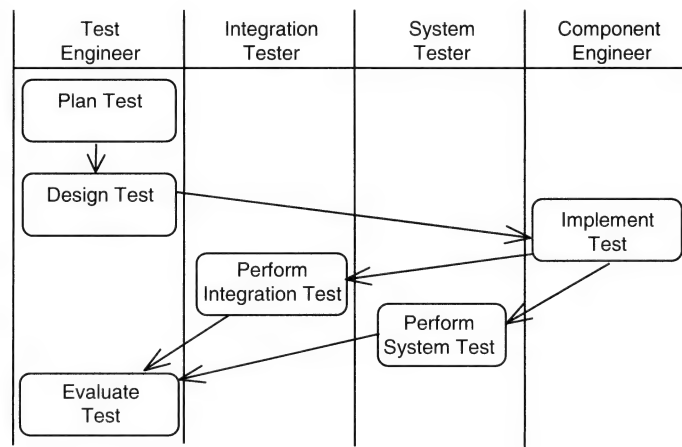 Test
Engineer
Integration
Tester
System
Tester
Component
Engineer
Plan Test
Design Test
Implement
Test
Perform
Integration Test
Perform
System Test
Evaluate
Test